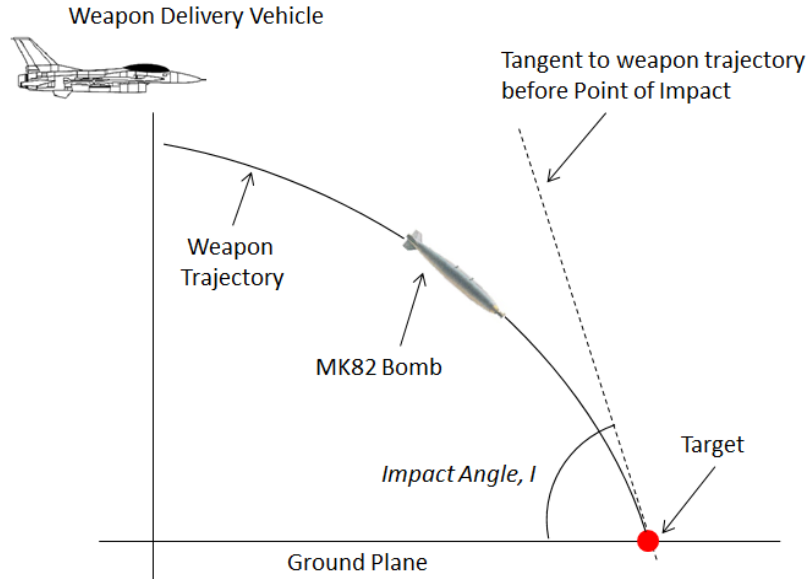 Weapon Delivery Vehicle
Tangent to weapon trajectory
before Point of Impact
Weapon
Trajectory
MK82 Bomb
Impact Angle, I
Target
Ground Plane